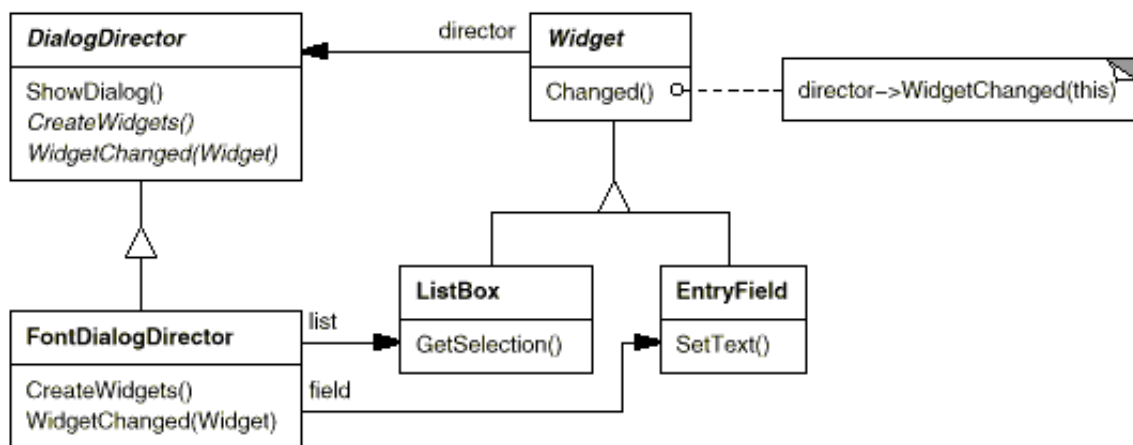 DialogDirector
ShowDialog()
CreateWidgets()
WidgetChanged(Widget)
director
Widget
Changed()
director–>WidgetChanged(this)
FontDialogDirector
CreateWidgets()
WidgetChanged(Widget)
list
field
ListBox
GetSelection()
EntryField
SetText()